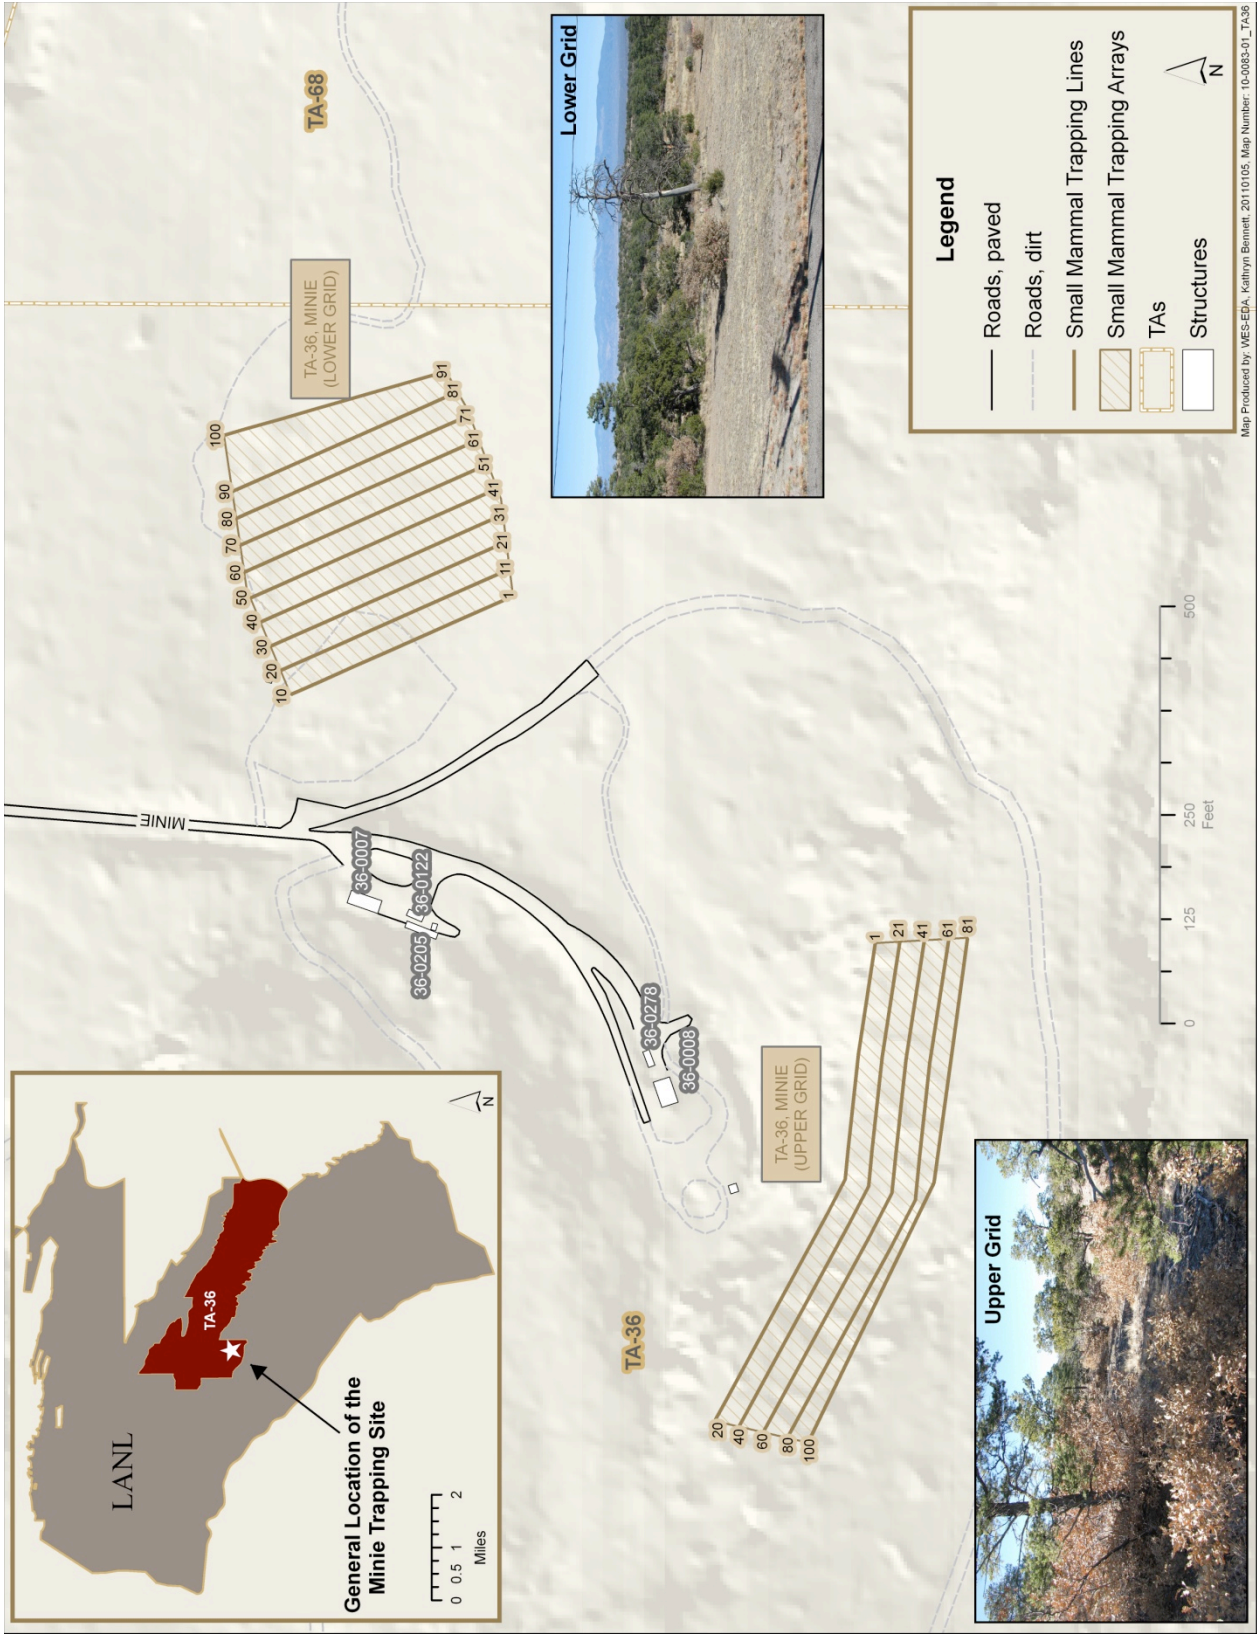 LANL
TA-36
General Location of the
Minie Trapping Site
0 0.5 1 2
Miles
N
MINIE
36-0007
36-0122
36-0205
36-0278
36-0008
TA-68
TA-36, MINIE
(LOWER GRID)
100
90
80
70
60
50
40
30
20
10
91
81
71
61
51
41
31
21
11
1
Lower Grid
TA-36
TA-36, MINIE
(UPPER GRID)
20
40
60
80
100
1
21
41
61
81
Upper Grid
0 125 250 500
Feet
Legend
Roads, paved
Roads, dirt
Small Mammal Trapping Lines
Small Mammal Trapping Arrays
TAs
Structures
N
Map Produced by: WES-EDA, Kathryn Bennett, 20110105, Map Number: 10-0083-01_TA36